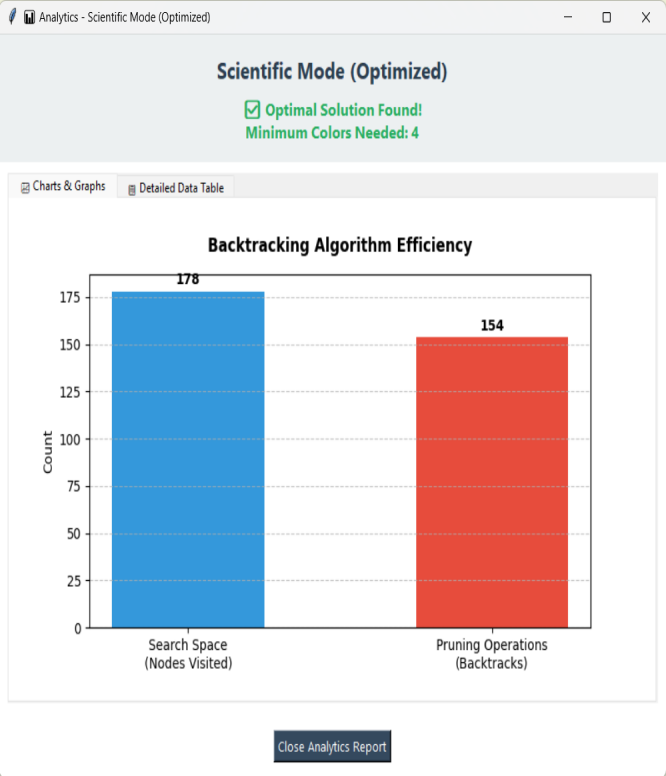 Analytics - Scientific Mode (Optimized)
Scientific Mode (Optimized)
Optimal Solution Found!
Minimum Colors Needed: 4
Charts & Graphs
Detailed Data Table
Backtracking Algorithm Efficiency
178
154
175
150
125
100
75
50
25
0
Count
Search Space
(Nodes Visited)
Pruning Operations
(Backtracks)
Close Analytics Report